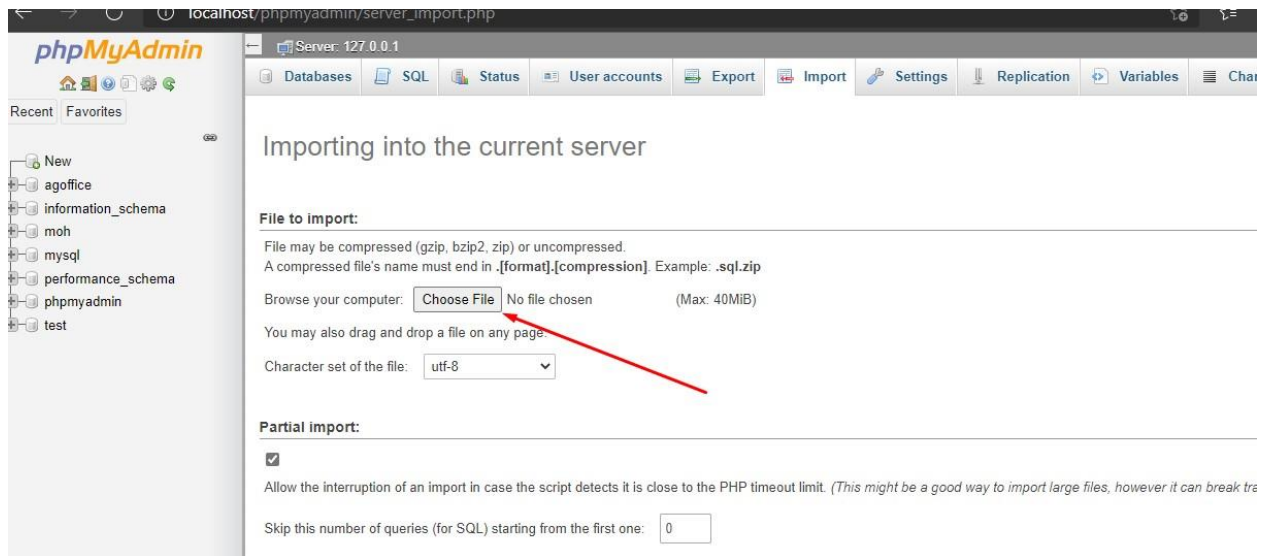 localhost/phpmyadmin/server_import.php
phpMyAdmin
Recent Favorites
New
agoffice
information_schema
moh
mysql
performance_schema
phpmyadmin
test
Server: 127.0.0.1
Databases SQL Status User accounts Export Import Settings Replication Variables Char
Importing into the current server
File to import:
File may be compressed (gzip, bzip2, zip) or uncompressed.
A compressed file's name must end in .[format].[compression]. Example: .sql.zip
Browse your computer: Choose File No file chosen (Max: 40MiB)
You may also drag and drop a file on any page.
Character set of the file: utf-8
Partial import:
Allow the interruption of an import in case the script detects it is close to the PHP timeout limit. (This might be a good way to import large files, however it can break tra
Skip this number of queries (for SQL) starting from the first one: 0